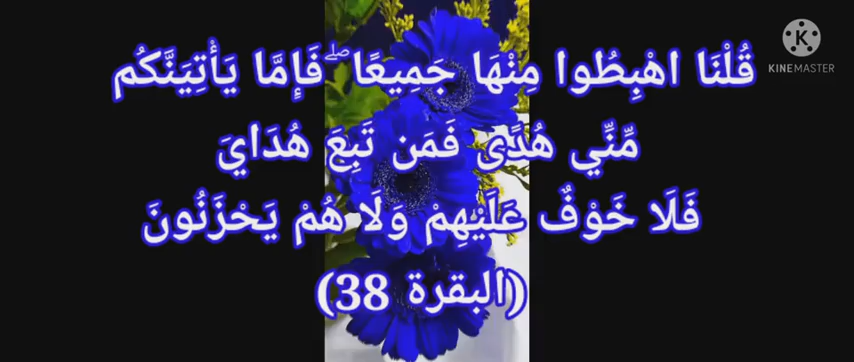 قُلْنَا اهْبِطُوا مِنْهَا جَمِيعًا ۖ فَإِمَّا يَأْتِيَنَّكُم
مِّنِّي هُدًى فَمَن تَبِعَ هُدَايَ
فَلَا خَوْفٌ عَلَيْهِمْ وَلَا هُمْ يَحْزَنُونَ
(البقرة 38)
K
KINEMASTER